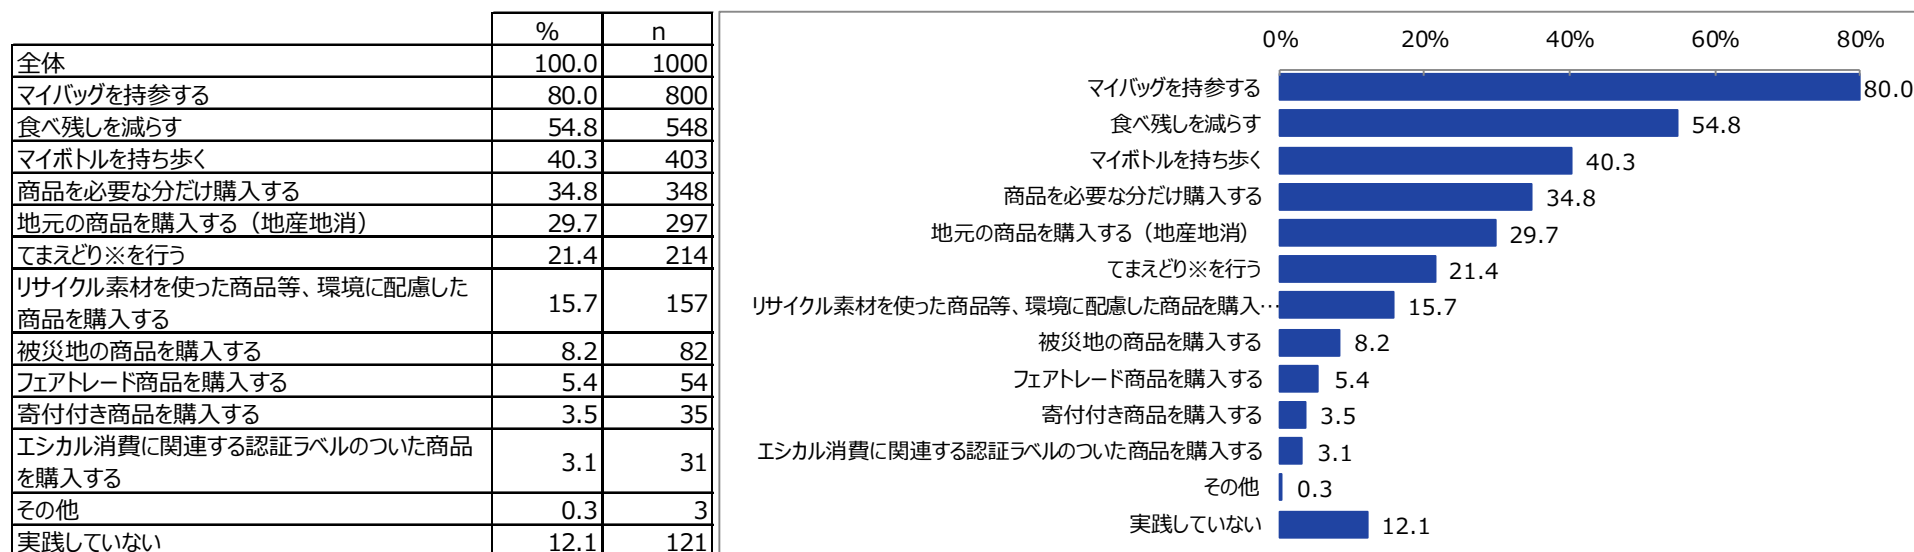 % n
全体 100.0 1000
マイバッグを持参する 80.0 800
食べ残しを減らす 54.8 548
マイボトルを持ち歩く 40.3 403
商品を必要な分だけ購入する 34.8 348
地元の商品を購入する（地産地消） 29.7 297
てまえどり※を行う 21.4 214
リサイクル素材を使った商品等、環境に配慮した
商品を購入する 15.7 157
被災地の商品を購入する 8.2 82
フェアトレード商品を購入する 5.4 54
寄付付き商品を購入する 3.5 35
エシカル消費に関連する認証ラベルのついた商品
を購入する 3.1 31
その他 0.3 3
実践していない 12.1 121
0% 20% 40% 60% 80%
マイバッグを持参する 80.0
食べ残しを減らす 54.8
マイボトルを持ち歩く 40.3
商品を必要な分だけ購入する 34.8
地元の商品を購入する（地産地消） 29.7
てまえどり※を行う 21.4
リサイクル素材を使った商品等、環境に配慮した商品を購入… 15.7
被災地の商品を購入する 8.2
フェアトレード商品を購入する 5.4
寄付付き商品を購入する 3.5
エシカル消費に関連する認証ラベルのついた商品を購入する 3.1
その他 0.3
実践していない 12.1